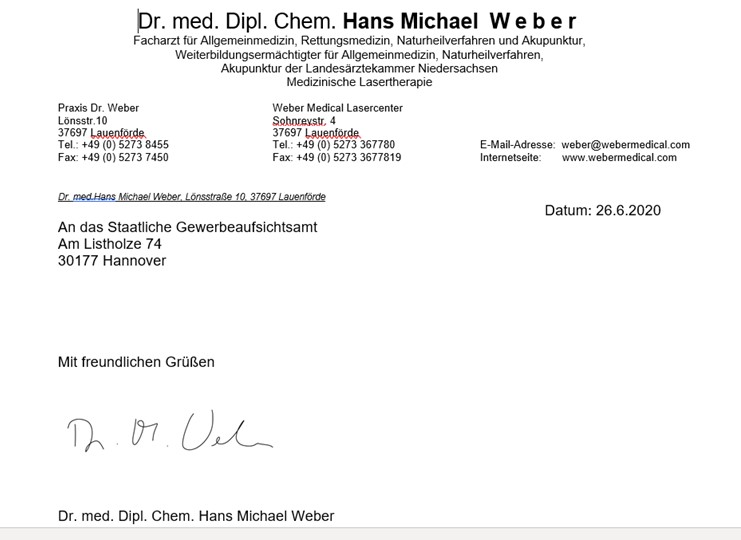 Dr. med. Dipl. Chem. Hans Michael Weber
Facharzt für Allgemeinmedizin, Rettungsmedizin, Naturheilverfahren und Akupunktur,
Weiterbildungsermächtigter für Allgemeinmedizin, Naturheilverfahren,
Akupunktur der Landesärztekammer Niedersachsen
Medizinische Lasertherapie
Praxis Dr. Weber
Lönsstr.10
37697 Lauenförde
Tel.: +49 (0) 5273 8455
Fax: +49 (0) 5273 7450
Weber Medical Lasercenter
Sohnreystr. 4
37697 Lauenförde
Tel.: +49 (0) 5273 367780
Fax: +49 (0) 5273 3677819
E-Mail-Adresse: weber@webermedical.com
Internetseite: www.webermedical.com
Dr. med.Hans Michael Weber, Lönsstraße 10, 37697 Lauenförde
Datum: 26.6.2020
An das Staatliche Gewerbeaufsichtsamt
Am Listholze 74
30177 Hannover
Mit freundlichen Grüßen
Dr. M. Weber
Dr. med. Dipl. Chem. Hans Michael Weber